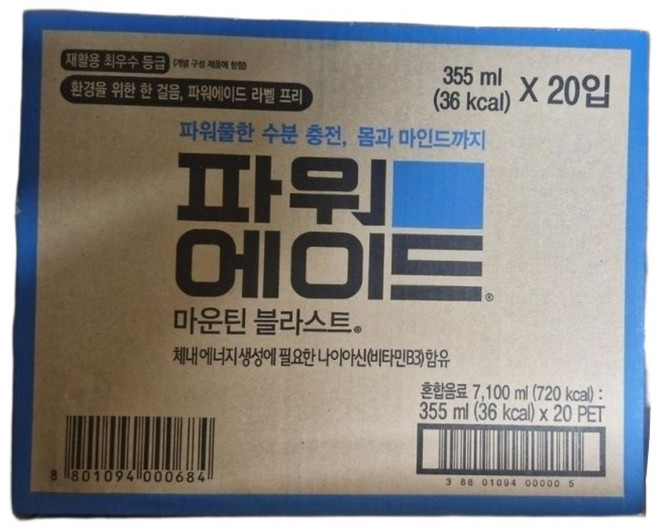 재활용 최우수 등급 (개별 구성 제품에 한함)
환경을 위한 한 걸음, 파워에이드 라벨 프리
355 ml
(36 kcal) X 20입
파워풀한 수분 충전, 몸과 마인드까지
파워
에이드®
마운틴 블라스트®
체내 에너지 생성에 필요한 나이아신(비타민B3) 함유
혼합음료 7,100 ml (720 kcal) :
355 ml (36 kcal) x 20 PET
8 801094 000684
3 88 01094 00000 5